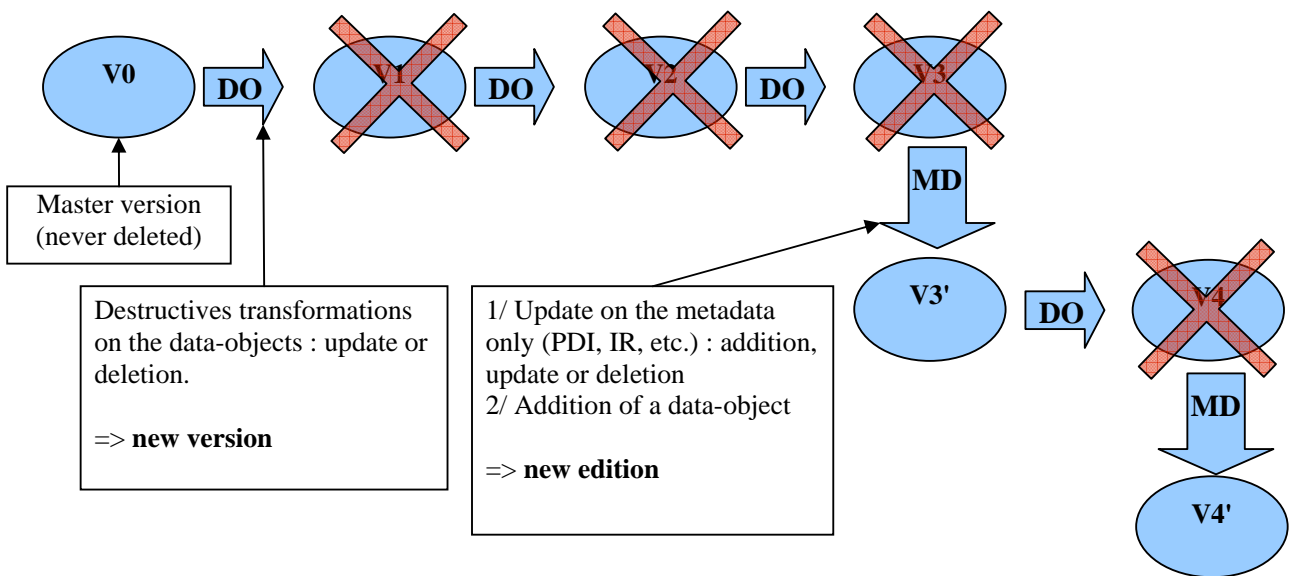 V0
DO
V1
DO
V2
DO
V3
MD
Master version
(never deleted)
Destructives transformations
on the data-objects : update or
deletion.
=> new version
1/ Update on the metadata
only (PDI, IR, etc.) : addition,
update or deletion
2/ Addition of a data-object
=> new edition
V3'
DO
V4
MD
V4'